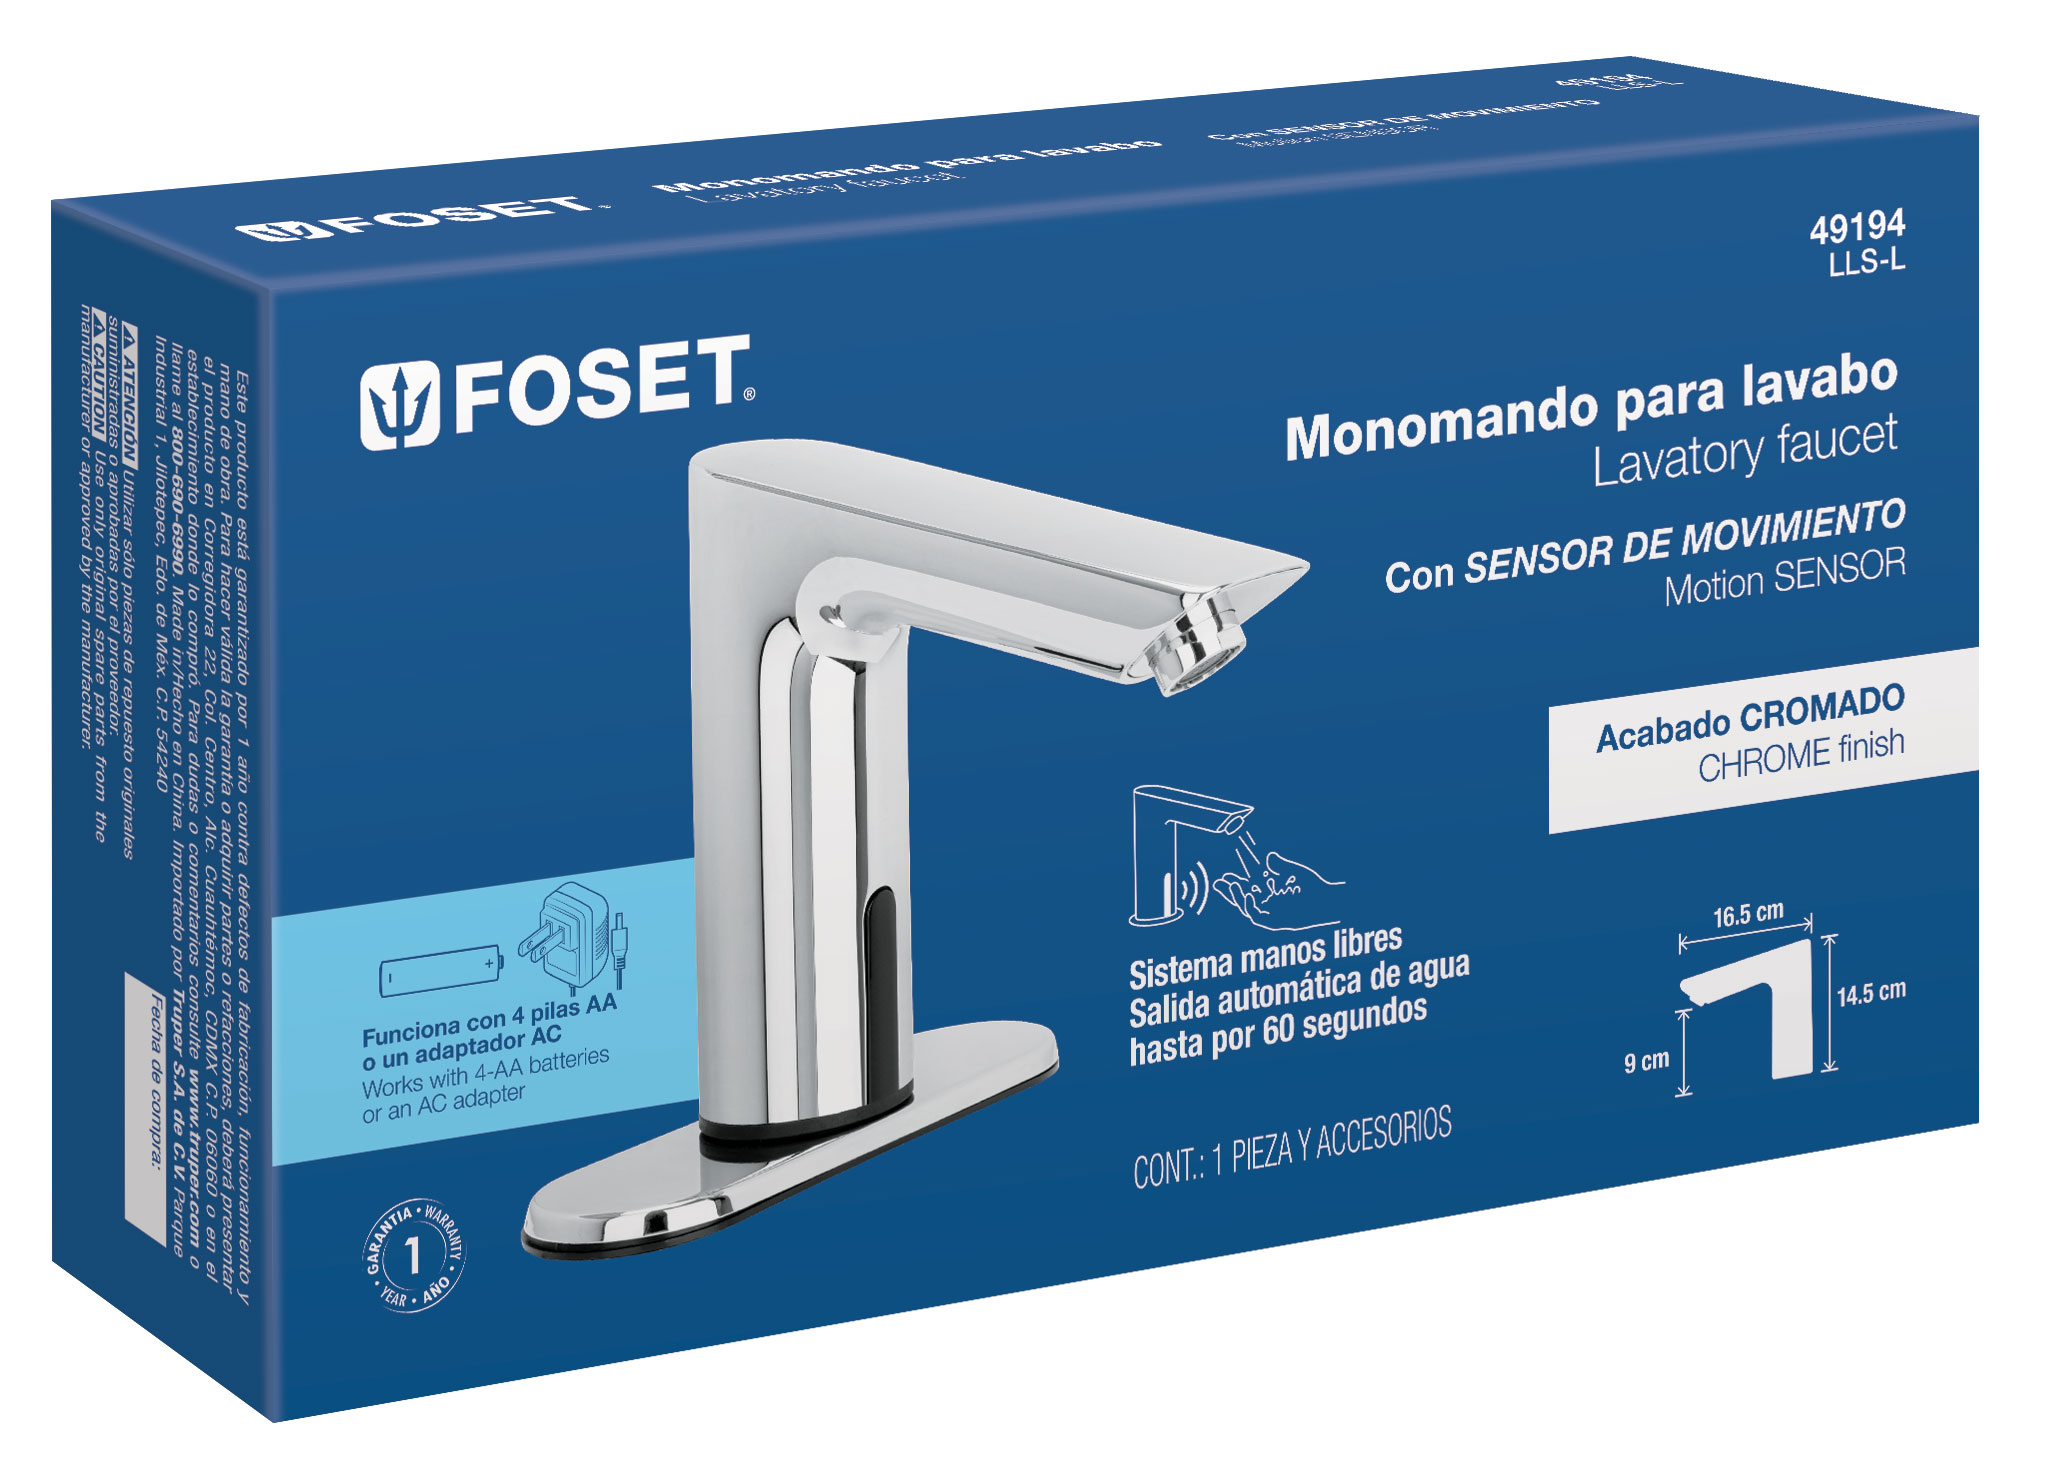 FOSET®
Monomando para lavabo
Lavatory faucet
Con SENSOR DE MOVIMIENTO
Motion SENSOR
49194
LLS-L
49194
LLS-L
FOSET®
Monomando para lavabo
Lavatory faucet
Con SENSOR DE MOVIMIENTO
Motion SENSOR
Acabado CROMADO
CHROME finish
Funciona con 4 pilas AA
o un adaptador AC
Works with 4-AA batteries
or an AC adapter
Sistema manos libres
Salida automática de agua
hasta por 60 segundos
16.5 cm
14.5 cm
9 cm
CONT.: 1 PIEZA Y ACCESORIOS
GARANTIA • WARRANTY • 1 YEAR • AÑO •
Este producto está garantizado por 1 año contra defectos de fabricación, funcionamiento y
mano de obra. Para hacer válida la garantía o adquirir partes o refacciones, deberá presentar
el producto en Corregidora 22, Col. Centro, Alc. Cuauhtémoc, CDMX C.P. 06060 o en el
establecimiento donde lo compró. Para dudas o comentarios consulte www.truper.com o
llame al 800-690-6990. Made in/Hecho en China. Importado por Truper S.A. de C.V. Parque
Industrial 1, Jilotepec, Edo. de Méx. C.P. 54240
ATENCIÓN Utilizar sólo piezas de repuesto originales
suministradas o aprobadas por el proveedor.
CAUTION Use only original spare parts from the
manufacturer or approved by the manufacturer.
Fecha de compra: